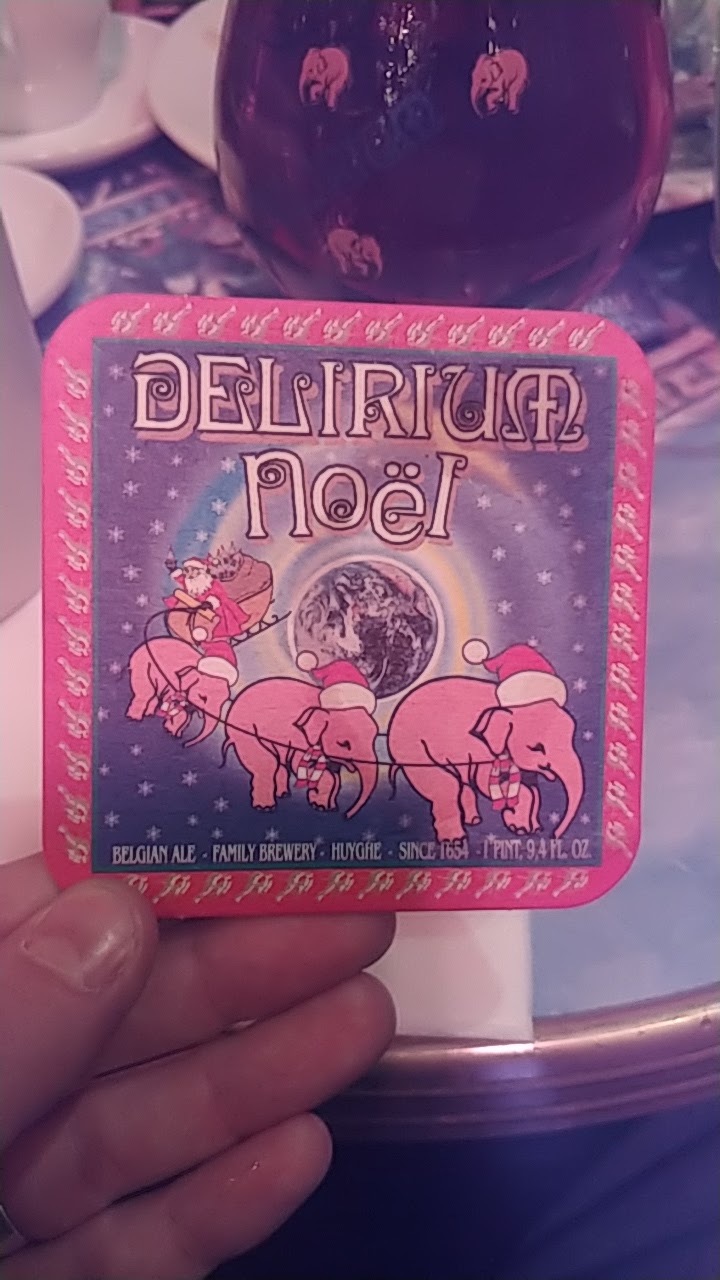 DELIRIUM
Noël
BELGIAN ALE - FAMILY BREWERY - HUYGHE - SINCE 1654 - 1 PINT, 9,4 FL. OZ.